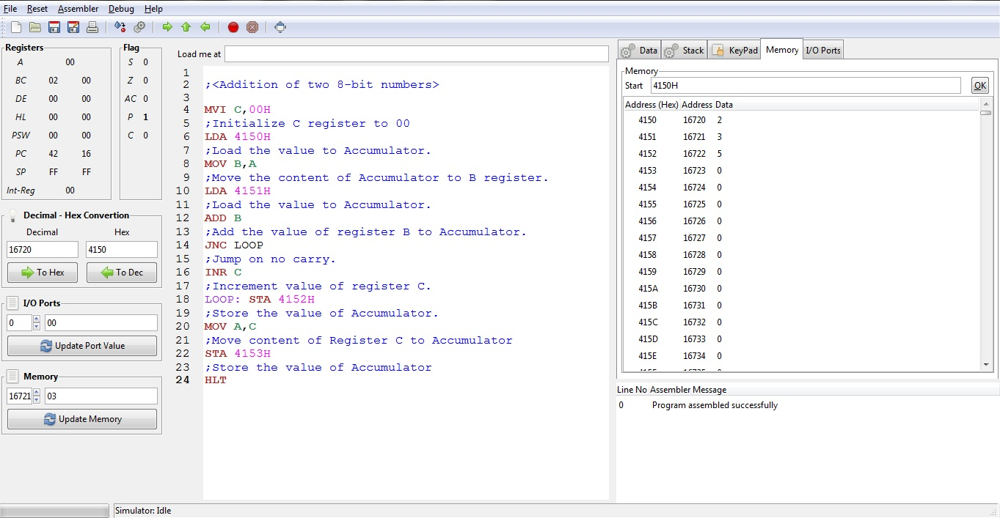 File Reset Assembler Debug Help
Registers
A 00
BC 02 00
DE 00 00
HL 00 00
PSW 00 00
PC 42 16
SP FF FF
Int-Reg 00
Flag
S 0
Z 0
AC 0
P 1
C 0
Decimal - Hex Convertion
Decimal Hex
16720 4150
To Hex To Dec
I/O Ports
0 00
Update Port Value
Memory
16721 03
Update Memory
Load me at
1
2 ;<Addition of two 8-bit numbers>
3
4 MVI C,00H
5 ;Initialize C register to 00
6 LDA 4150H
7 ;Load the value to Accumulator.
8 MOV B,A
9 ;Move the content of Accumulator to B register.
10 LDA 4151H
11 ;Load the value to Accumulator.
12 ADD B
13 ;Add the value of register B to Accumulator.
14 JNC LOOP
15 ;Jump on no carry.
16 INR C
17 ;Increment value of register C.
18 LOOP: STA 4152H
19 ;Store the value of Accumulator.
20 MOV A,C
21 ;Move content of Register C to Accumulator
22 STA 4153H
23 ;Store the value of Accumulator
24 HLT
Data Stack KeyPad Memory I/O Ports
Memory
Start 4150H OK
Address (Hex) Address Data
4150 16720 2
4151 16721 3
4152 16722 5
4153 16723 0
4154 16724 0
4155 16725 0
4156 16726 0
4157 16727 0
4158 16728 0
4159 16729 0
415A 16730 0
415B 16731 0
415C 16732 0
415D 16733 0
415E 16734 0
Line No Assembler Message
0 Program assembled successfully
Simulator: Idle